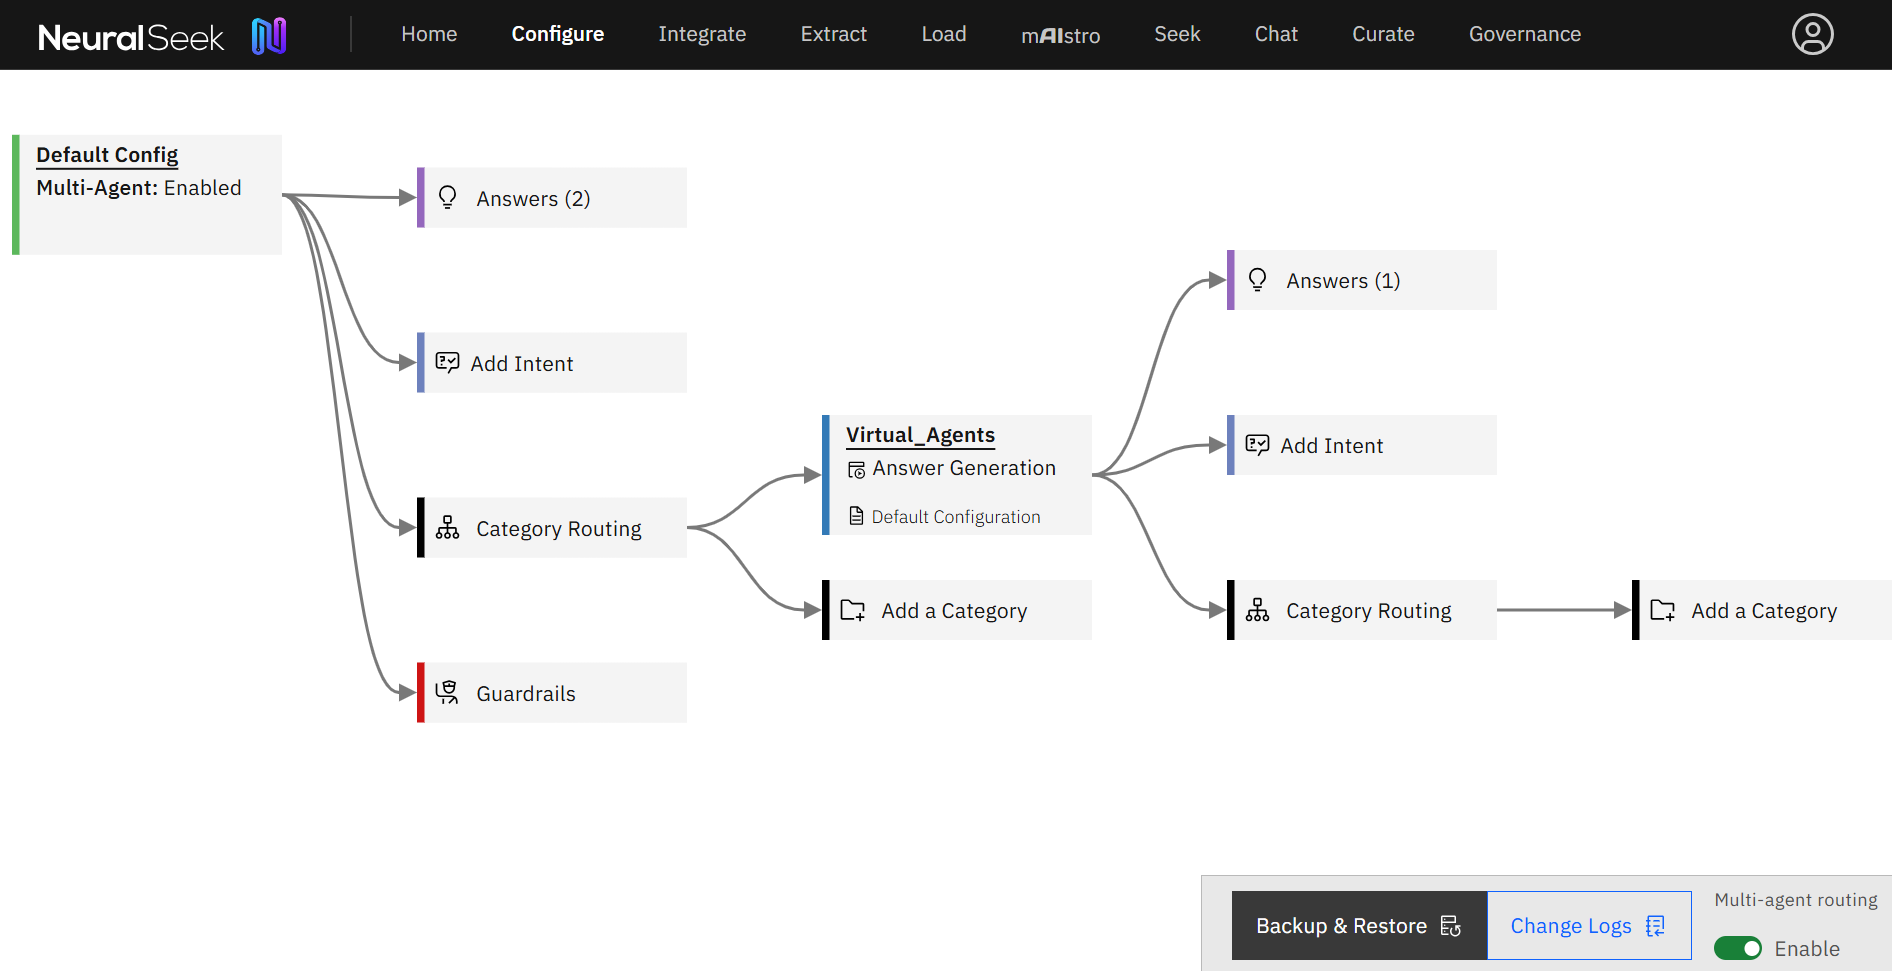 NeuralSeek
Home
Configure
Integrate
Extract
Load
mAIstro
Seek
Chat
Curate
Governance
Default Config
Multi-Agent: Enabled
Answers (2)
Add Intent
Category Routing
Guardrails
Virtual_Agents
Answer Generation
Default Configuration
Add a Category
Answers (1)
Add Intent
Category Routing
Add a Category
Backup & Restore
Change Logs
Multi-agent routing
Enable